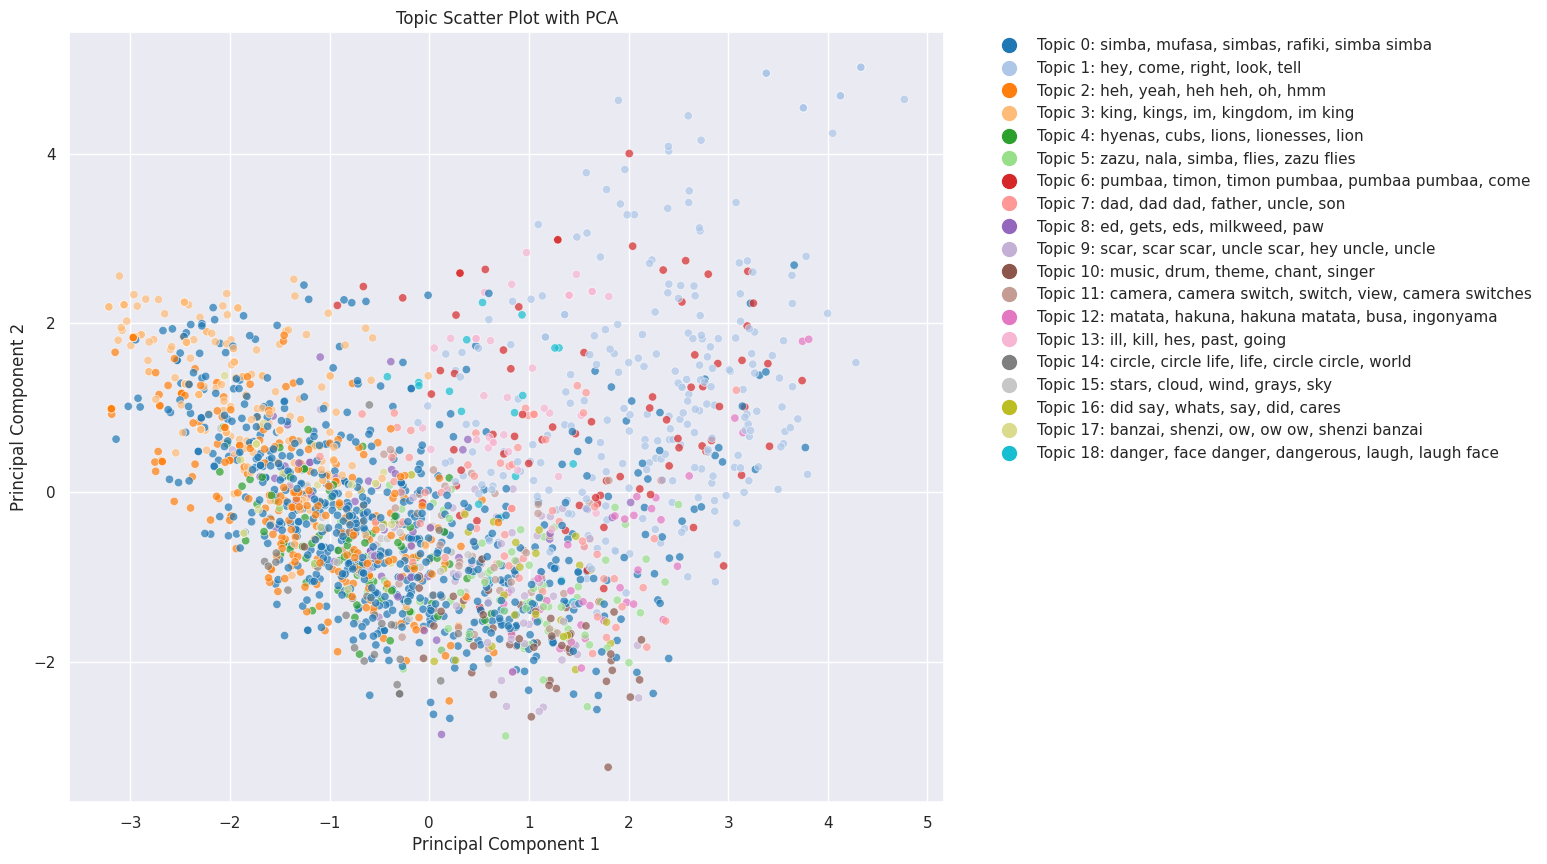 Topic Scatter Plot with PCA
Topic 0: simba, mufasa, simbas, rafiki, simba simba
Topic 1: hey, come, right, look, tell
Topic 2: heh, yeah, heh heh, oh, hmm
Topic 3: king, kings, im, kingdom, im king
Topic 4: hyenas, cubs, lions, lionesses, lion
Topic 5: zazu, nala, simba, flies, zazu flies
Topic 6: pumbaa, timon, timon pumbaa, pumbaa pumbaa, come
Topic 7: dad, dad dad, father, uncle, son
Topic 8: ed, gets, eds, milkweed, paw
Topic 9: scar, scar scar, uncle scar, hey uncle, uncle
Topic 10: music, drum, theme, chant, singer
Topic 11: camera, camera switch, switch, view, camera switches
Topic 12: matata, hakuna, hakuna matata, busa, ingonyama
Topic 13: ill, kill, hes, past, going
Topic 14: circle, circle life, life, circle circle, world
Topic 15: stars, cloud, wind, grays, sky
Topic 16: did say, whats, say, did, cares
Topic 17: banzai, shenzi, ow, ow ow, shenzi banzai
Topic 18: danger, face danger, dangerous, laugh, laugh face
Principal Component 2
4
2
0
−2
−3 −2 −1 0 1 2 3 4 5
Principal Component 1